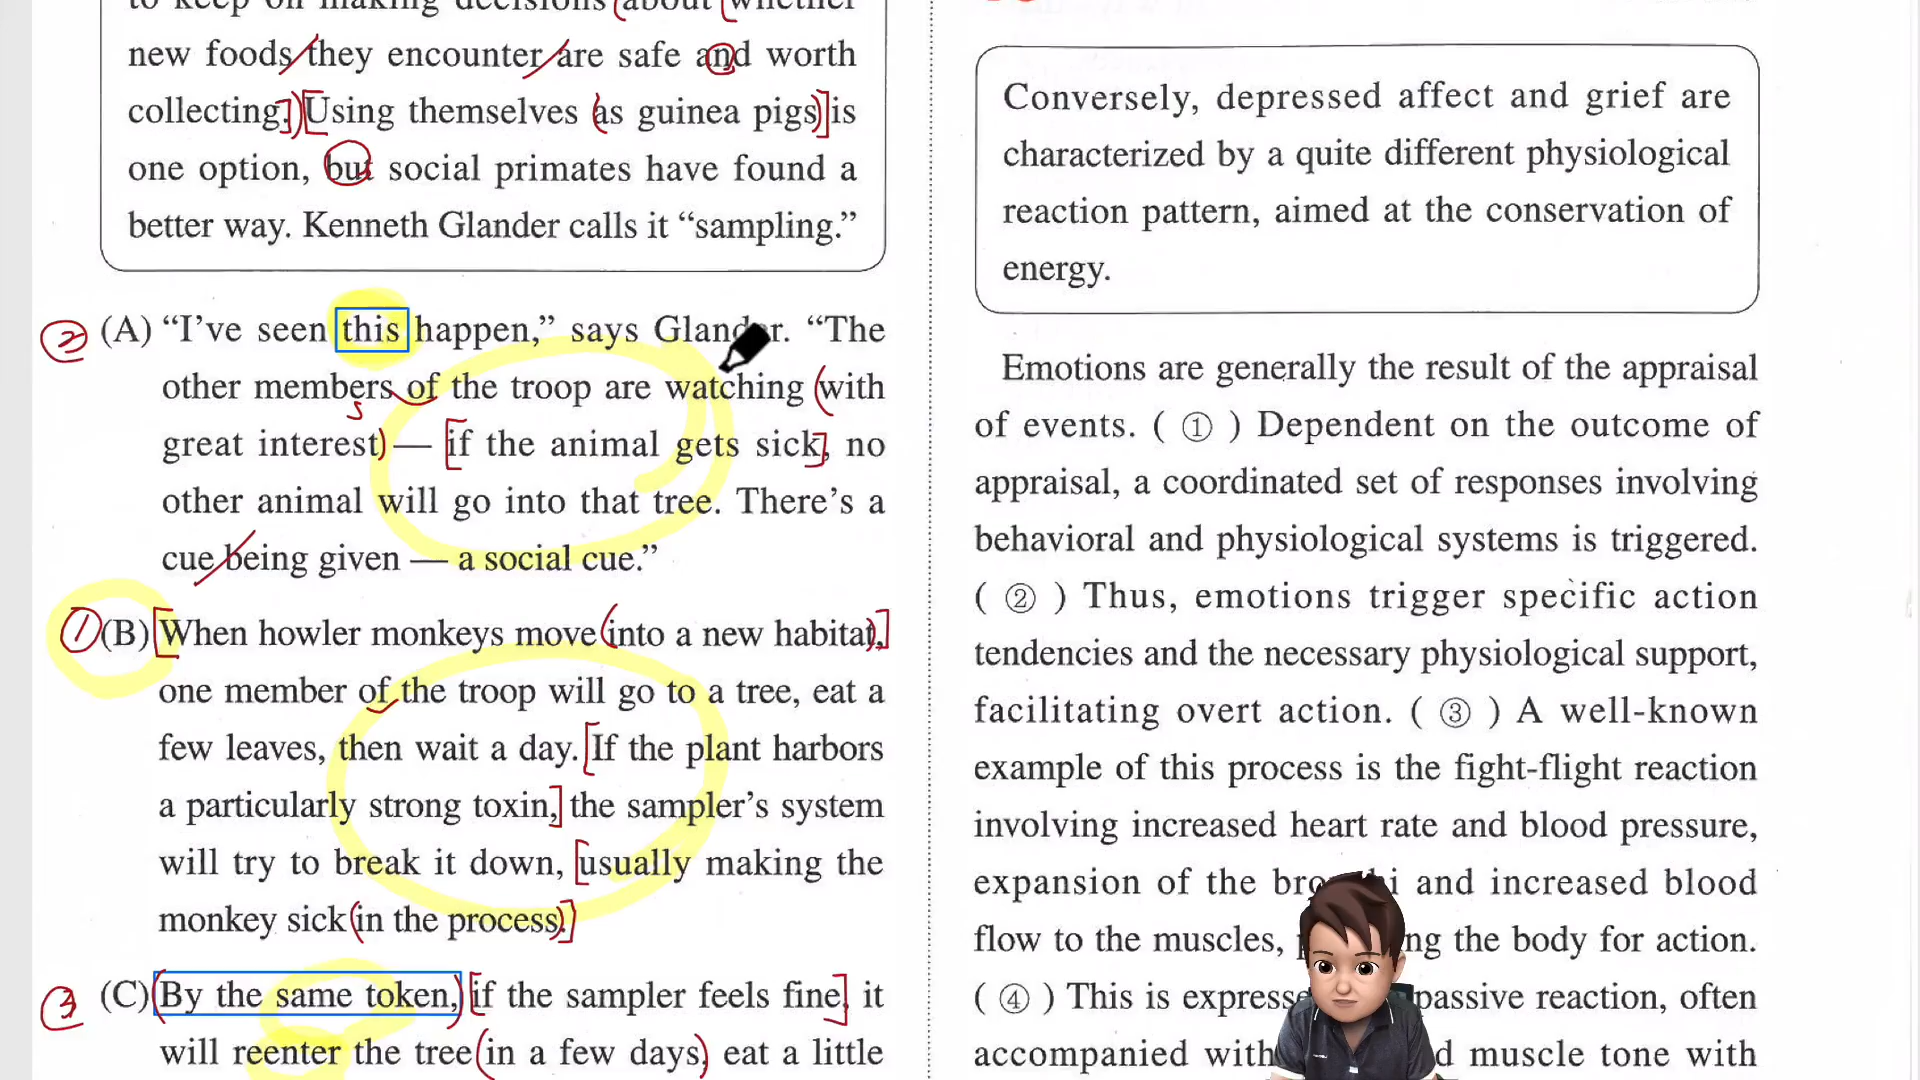 to keep on making decisions (about [whether
new foods they encounter are safe and worth
collecting.]) [Using themselves (as guinea pigs)] is
one option, but social primates have found a
better way. Kenneth Glander calls it “sampling.”
② (A) “I’ve seen this happen,” says Glander. “The
other members of the troop are watching (with
s
great interest) — [if the animal gets sick], no
other animal will go into that tree. There’s a
cue being given — a social cue.”
① (B) [When howler monkeys move (into a new habitat),]
one member of the troop will go to a tree, eat a
few leaves, then wait a day. [If the plant harbors
a particularly strong toxin,] the sampler’s system
will try to break it down, [usually making the
monkey sick (in the process).]
③ (C) (By the same token,) [if the sampler feels fine,] it
will reenter the tree (in a few days), eat a little
Conversely, depressed affect and grief are
characterized by a quite different physiological
reaction pattern, aimed at the conservation of
energy.
Emotions are generally the result of the appraisal
of events. ( ① ) Dependent on the outcome of
appraisal, a coordinated set of responses involving
behavioral and physiological systems is triggered.
( ② ) Thus, emotions trigger specific action
tendencies and the necessary physiological support,
facilitating overt action. ( ③ ) A well-known
example of this process is the fight-flight reaction
involving increased heart rate and blood pressure,
expansion of the and increased blood
flow to the muscles, the body for action.
( ④ ) This is passive reaction, often
accompanied with muscle tone with